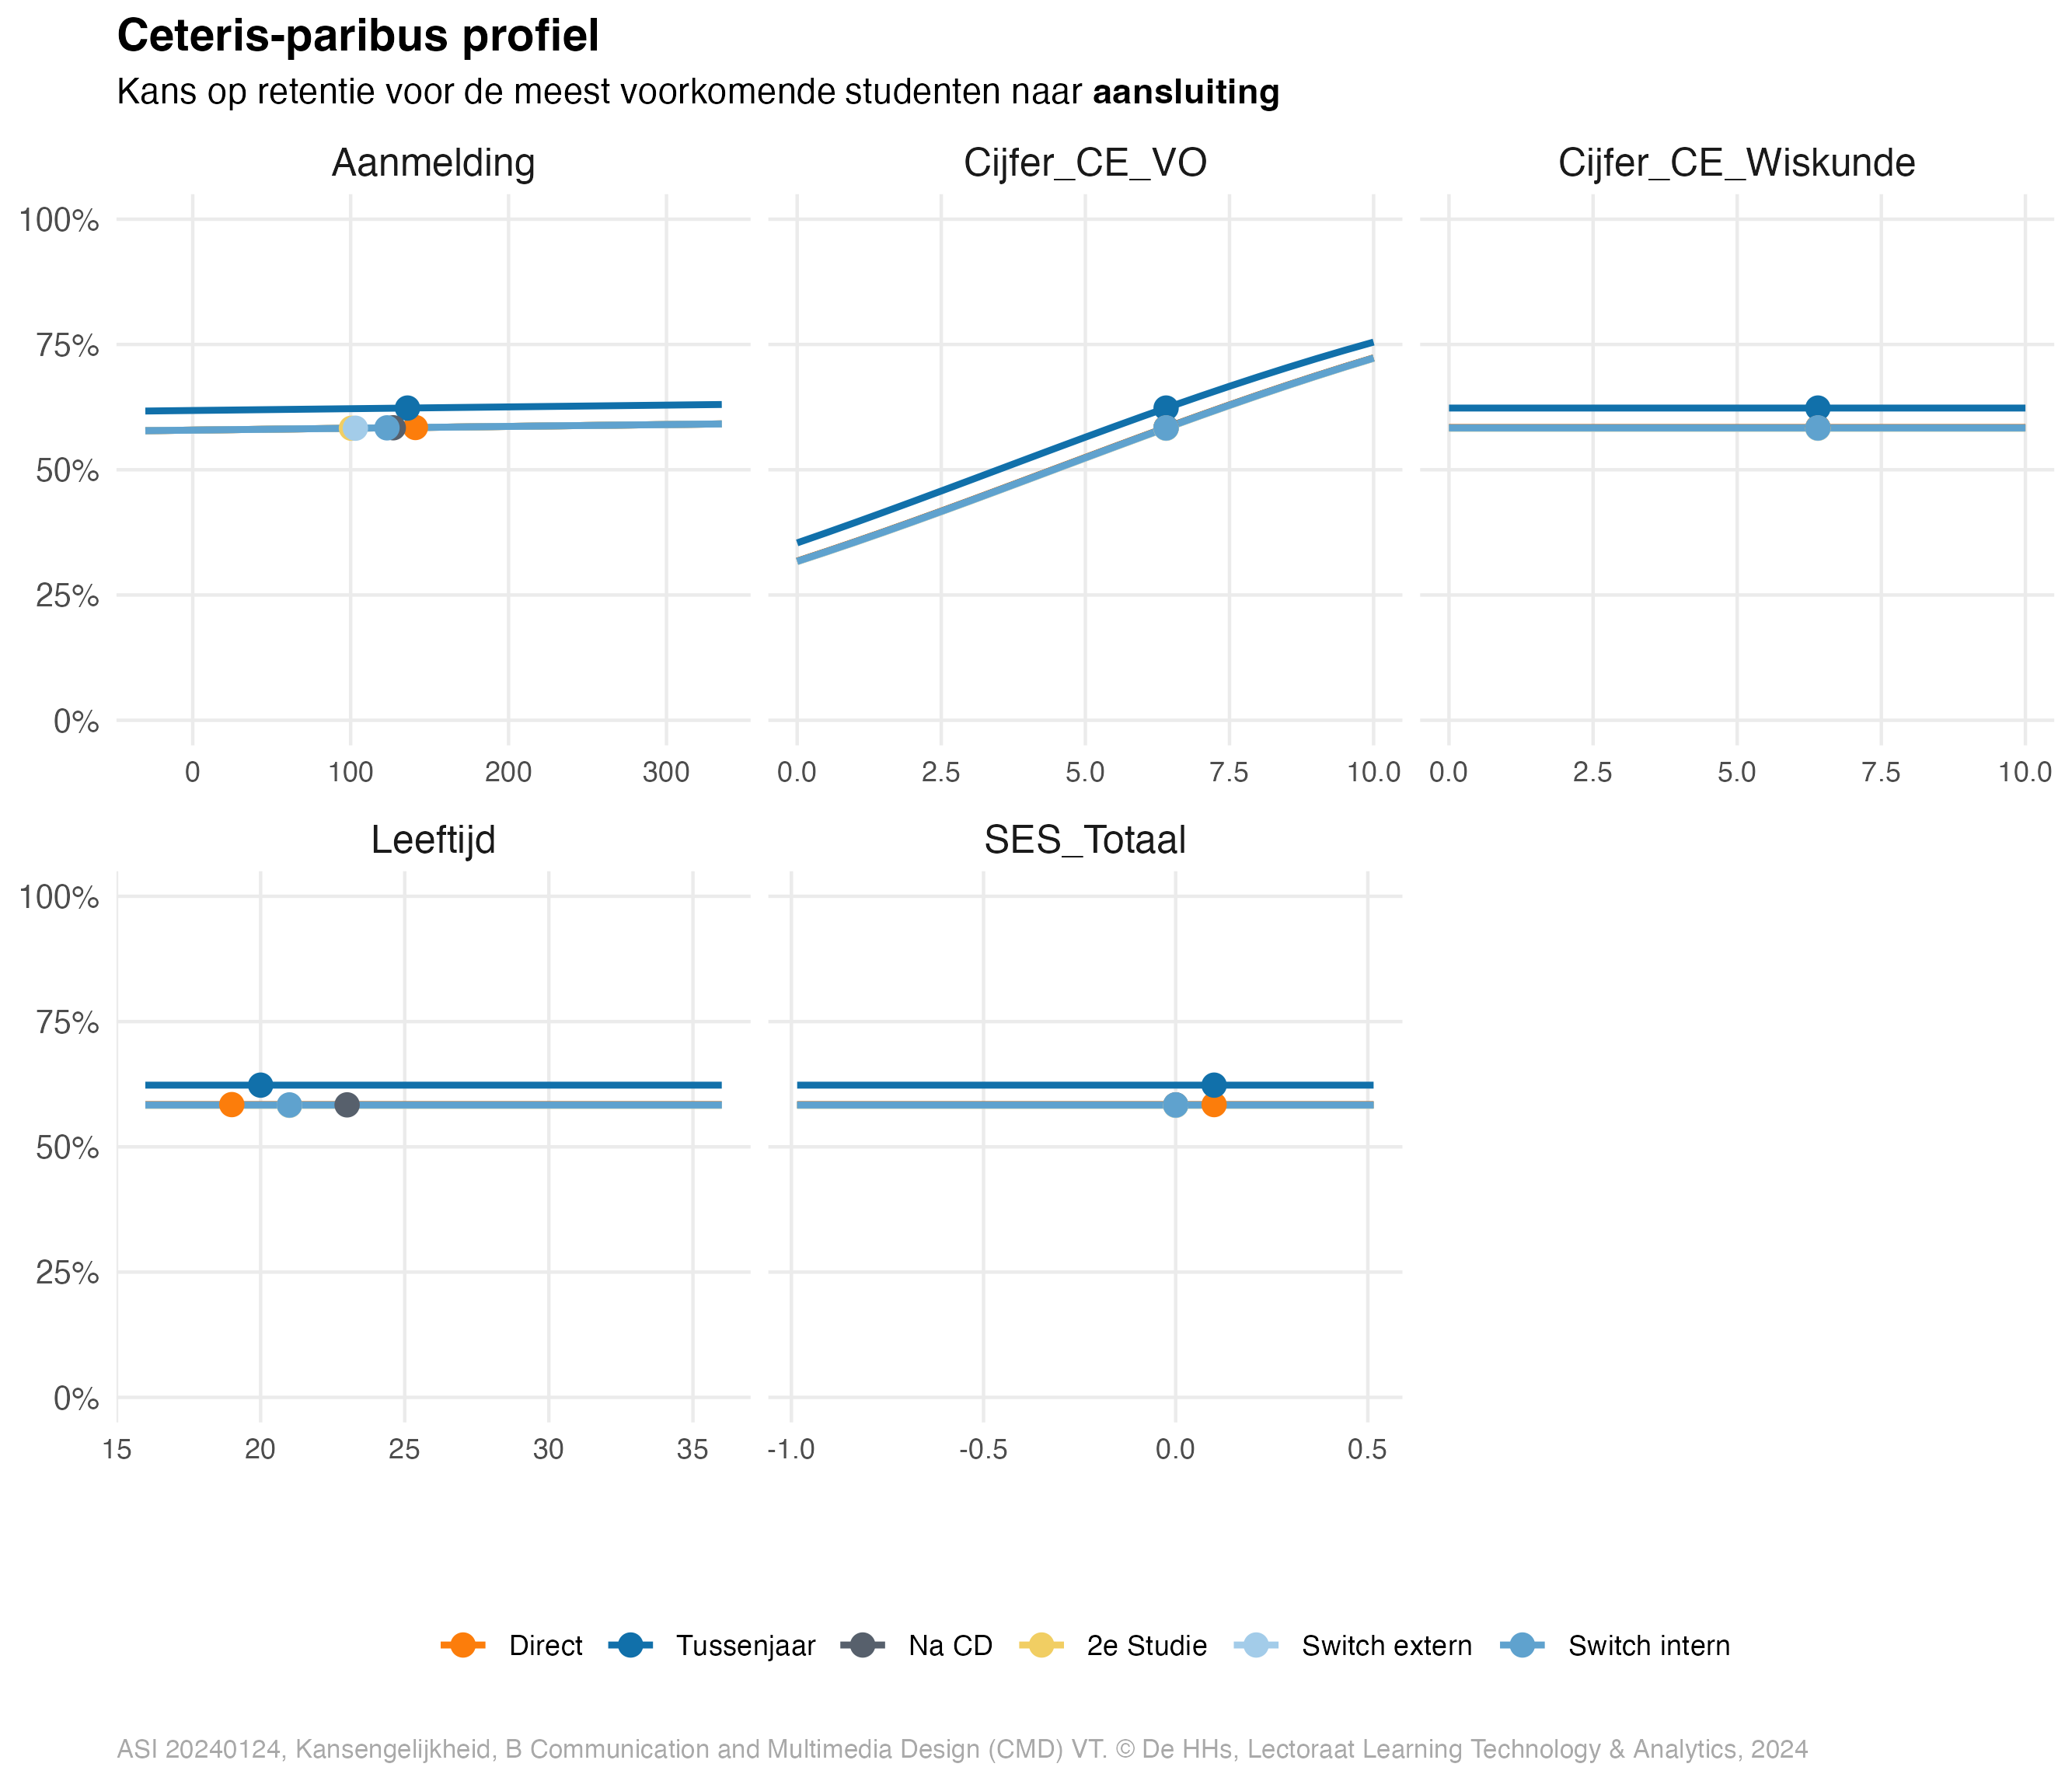 Ceteris-paribus profiel
Kans op retentie voor de meest voorkomende studenten naar aansluiting
Aanmelding
Cijfer_CE_VO
Cijfer_CE_Wiskunde
100%
75%
50%
25%
0%
0 100 200 300
0.0 2.5 5.0 7.5 10.0
0.0 2.5 5.0 7.5 10.0
Leeftijd
SES_Totaal
100%
75%
50%
25%
0%
15 20 25 30 35
-1.0 -0.5 0.0 0.5
Direct Tussenjaar Na CD 2e Studie Switch extern Switch intern
ASI 20240124, Kansengelijkheid, B Communication and Multimedia Design (CMD) VT. © De HHs, Lectoraat Learning Technology & Analytics, 2024